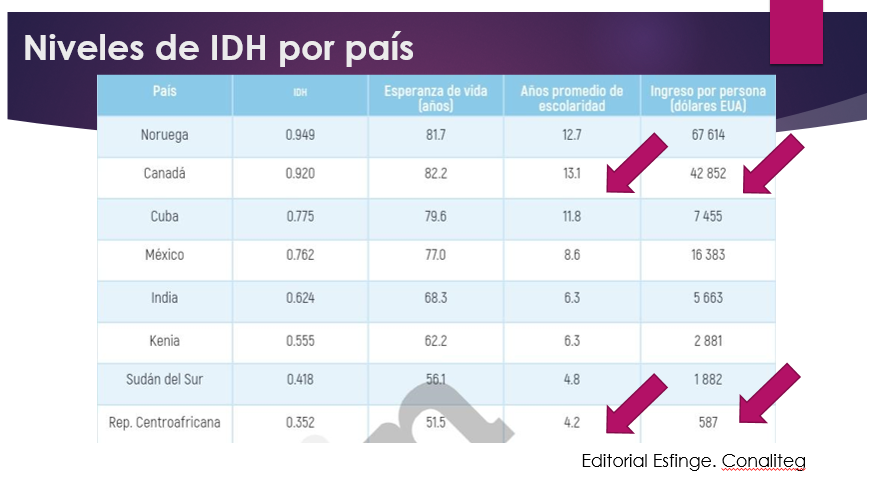 Niveles de IDH por país
País IDH Esperanza de vida (años) Años promedio de escolaridad Ingreso por persona (dólares EUA)
Noruega 0.949 81.7 12.7 67 614
Canadá 0.920 82.2 13.1 42 852
Cuba 0.775 79.6 11.8 7 455
México 0.762 77.0 8.6 16 383
India 0.624 68.3 6.3 5 663
Kenia 0.555 62.2 6.3 2 881
Sudán del Sur 0.418 56.1 4.8 1 882
Rep. Centroafricana 0.352 51.5 4.2 587
Editorial Esfinge. Conaliteg